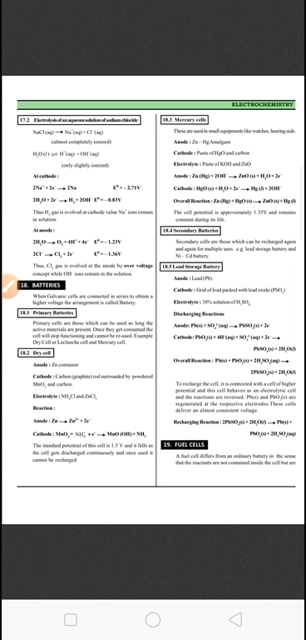 ELECTROCHEMISTRY
17.2 Electrolysis of an aqueous solution of sodium chloride
NaCl (aq) ⟶ Na⁺(aq) + Cl⁻(aq)
(almost completely ionized)
H₂O (l) ⇌ H⁺(aq) + OH⁻(aq)
(only slightly ionized)
At cathode :
2Na⁺ + 2e⁻ ⟶ 2Na E° = – 2.71V
2H₂O + 2e⁻ ⟶ H₂ + 2OH⁻ E° = – 0.83V
Thus H₂ gas is evolved at cathode value Na⁺ ions remain
in solution.
At anode :
2H₂O ⟶ O₂ + 4H⁺ + 4e⁻ E° = – 1.23V
2Cl⁻ ⟶ Cl₂ + 2e⁻ E° = – 1.36V
Thus, Cl₂ gas is evolved at the anode by over voltage
concept while OH⁻ ions remain in the solution.
18. BATTERIES
When Galvanic cells are connected in series to obtain a
higher voltage the arrangement is called Battery.
18.1 Primary Batteries
Primary cells are those which can be used so long the
active materials are present. Once they get consumed the
cell will stop functioning and cannot be re-used. Example
Dry Cell or Leclanche cell and Mercury cell.
18.2 Dry cell
Anode : Zn container
Cathode : Carbon (graphite) rod surrounded by powdered
MnO₂ and carbon.
Electrolyte : NH₄Cl and ZnCl₂
Reaction :
Anode : Zn ⟶ Zn²⁺ + 2e⁻
Cathode : MnO₂ + NH₄⁺ + e⁻ ⟶ MnO (OH) + NH₃
The standard potential of this cell is 1.5 V and it falls as
the cell gets discharged continuously and once used it
cannot be recharged.
18.3 Mercury cells
These are used in small equipments like watches, hearing aids.
Anode : Zn – Hg Amalgam
Cathode : Paste of HgO and carbon
Electrolyte : Paste of KOH and ZnO
Anode : Zn (Hg) + 2OH⁻ ⟶ ZnO (s) + H₂O + 2e⁻
Cathode : HgO (s) + H₂O + 2e⁻ ⟶ Hg (l) + 2OH⁻
Overall Reaction : Zn (Hg) + HgO (s) ⟶ ZnO (s) + Hg (l)
The cell potential is approximately 1.35V and remains
constant during its life.
18.4 Secondary Batteries
Secondary cells are those which can be recharged again
and again for multiple uses. e.g. lead storage battery and
Ni – Cd battery.
18.5 Lead Storage Battery
Anode : Lead (Pb)
Cathode : Grid of lead packed with lead oxide (PbO₂)
Electrolyte : 38% solution of H₂SO₄
Discharging Reactions
Anode: Pb(s) + SO₄²⁻(aq) ⟶ PbSO₄(s) + 2e⁻
Cathode: PbO₂(s) + 4H⁺(aq) + SO₄²⁻(aq) + 2e⁻ ⟶
PbSO₄(s) + 2H₂O(l)
Overall Reaction : Pb(s) + PbO₂(s) + 2H₂SO₄(aq) ⟶
2PbSO₄(s) + 2H₂O(l)
To recharge the cell, it is connected with a cell of higher
potential and this cell behaves as an electrolytic cell
and the reactions are reversed. Pb(s) and PbO₂(s) are
regenerated at the respective electrodes.These cells
deliver an almost consistent voltage.
Recharging Reaction : 2PbSO₄(s) + 2H₂O(l) ⟶ Pb(s) +
PbO₂(s) + 2H₂SO₄(aq)
19. FUEL CELLS
A fuel cell differs from an ordinary battery in the sense
that the reactants are not contained inside the cell but are